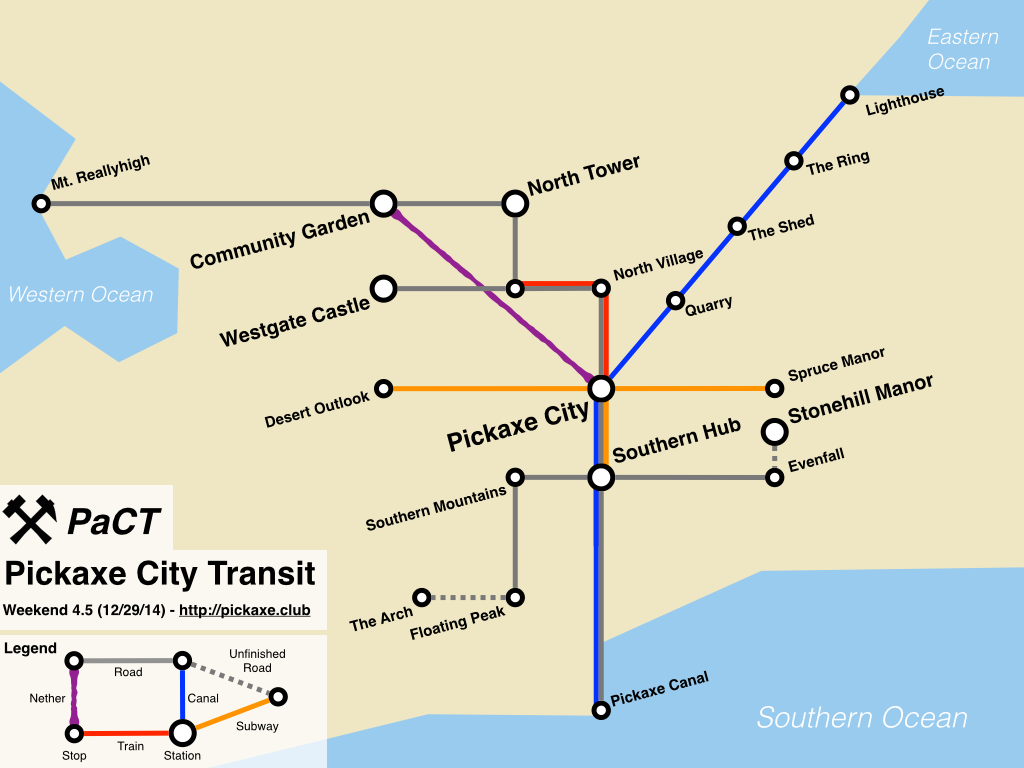 Eastern
Ocean
Lighthouse
Mt. Reallyhigh
North Tower
The Ring
Community Garden
The Shed
North Village
Western Ocean
Westgate Castle
Quarry
Spruce Manor
Desert Outlook
Pickaxe City
Stonehill Manor
Southern Hub
Evenfall
Southern Mountains
PaCT
Pickaxe City Transit
Weekend 4.5 (12/29/14) - http://pickaxe.club
The Arch
Floating Peak
Pickaxe Canal
Southern Ocean
Legend
Unfinished
Road
Road
Nether
Canal
Subway
Train
Stop
Station